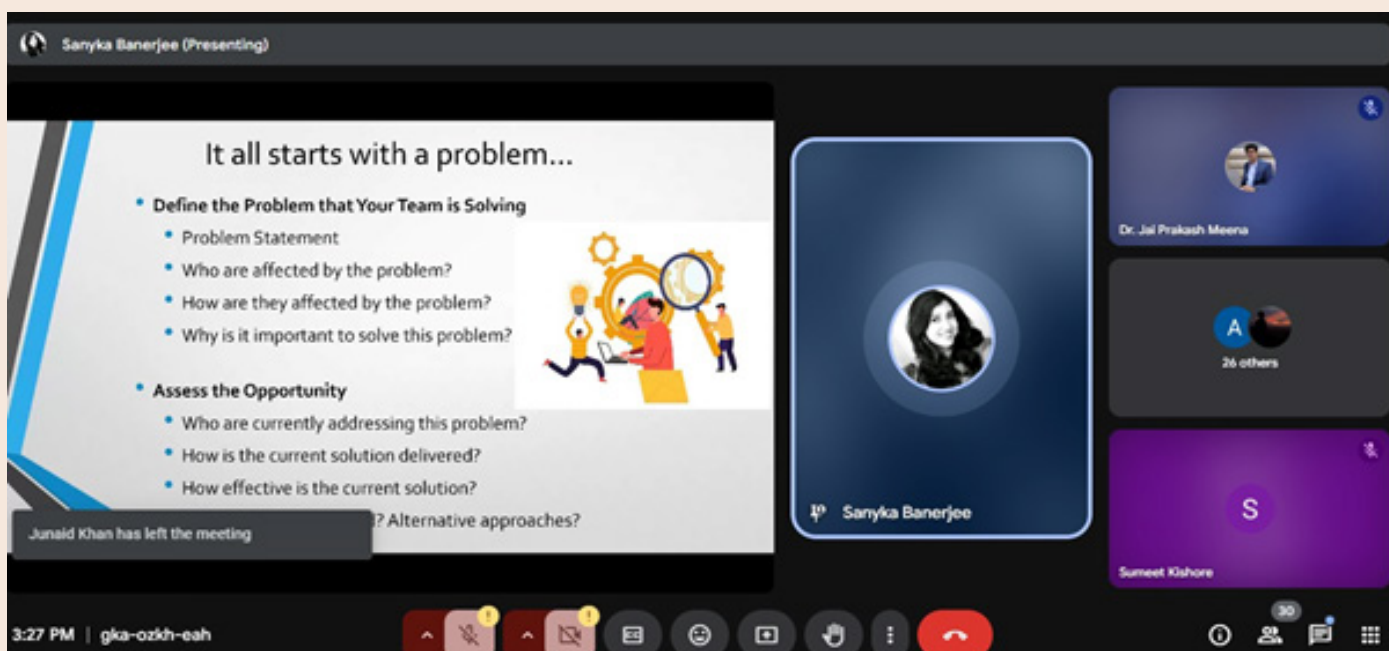 Sanyka Banerjee (Presenting)
It all starts with a problem...
• Define the Problem that Your Team is Solving
• Problem Statement
• Who are affected by the problem?
• How are they affected by the problem?
• Why is it important to solve this problem?
• Assess the Opportunity
• Who are currently addressing this problem?
• How is the current solution delivered?
• How effective is the current solution?
? Alternative approaches?
Junaid Khan has left the meeting
Sanyka Banerjee
Dr. Jai Prakash Meena
A
26 others
S
Sumeet Kishore
3:27 PM | gka-ozkh-eah
CC
30